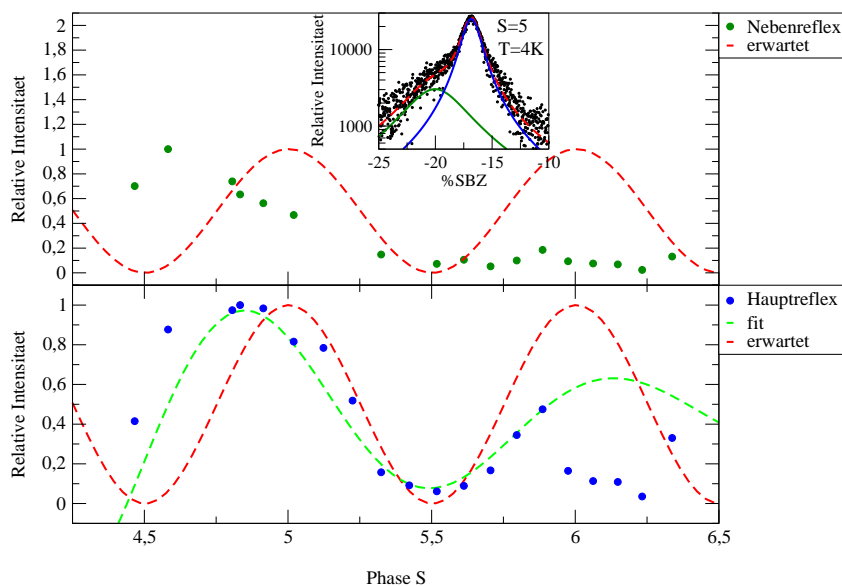 2
1,8
1,6
1,4
1,2
1
0,8
0,6
0,4
0,2
0
Relative Intensitaet
10000
1000
Relative Intensitaet
S=5
T=4K
-25
-20
-15
-10
%SBZ
Nebenreflex
erwartet
1
0,8
0,6
0,4
0,2
0
Relative Intensitaet
4,5
5
5,5
6
6,5
Phase S
Hauptreflex
fit
erwartet